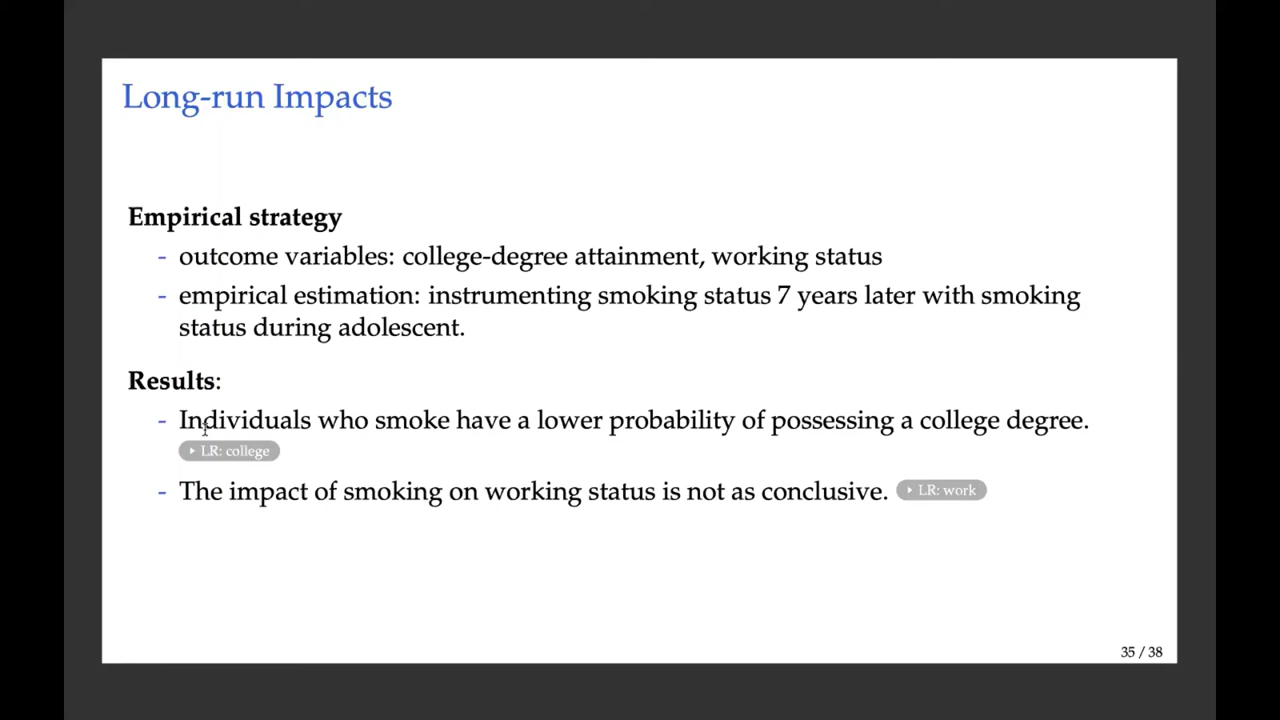 Long-run Impacts
Empirical strategy
- outcome variables: college-degree attainment, working status
- empirical estimation: instrumenting smoking status 7 years later with smoking
status during adolescent.
Results:
- Individuals who smoke have a lower probability of possessing a college degree.
LR: college
- The impact of smoking on working status is not as conclusive. LR: work
35 / 38